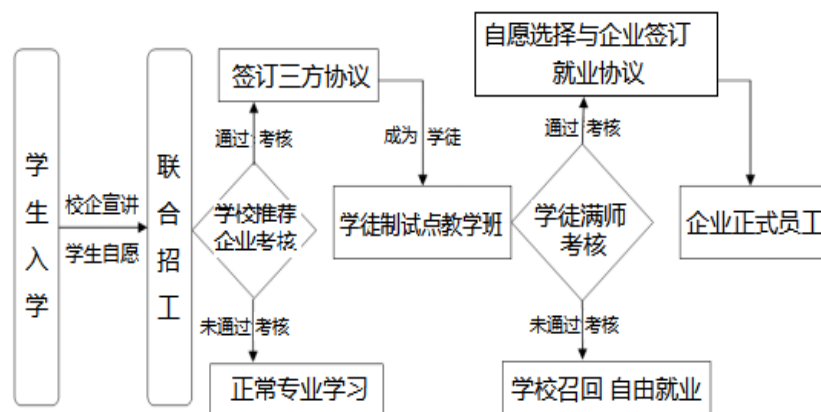 学生入学
校企宣讲
学生自愿
联合招工
学校推荐
企业考核
通过 考核
签订三方协议
未通过 考核
正常专业学习
成为 学徒
学徒制试点教学班
学徒满师
考核
通过 考核
自愿选择与企业签订
就业协议
未通过 考核
学校召回 自由就业
企业正式员工